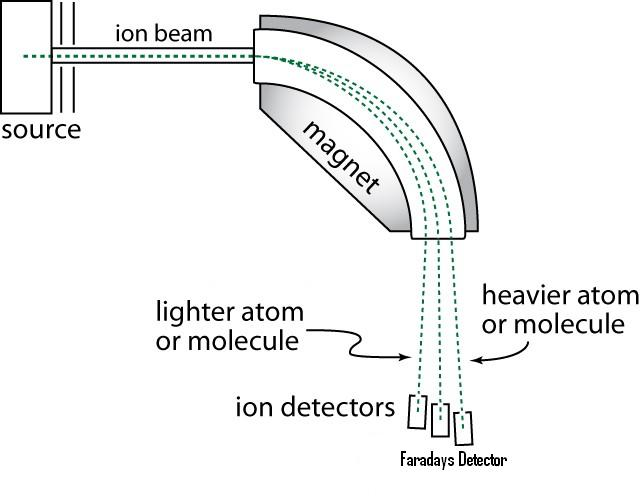 ion beam
source
magnet
lighter atom
or molecule
heavier atom
or molecule
ion detectors
Faradays Detector